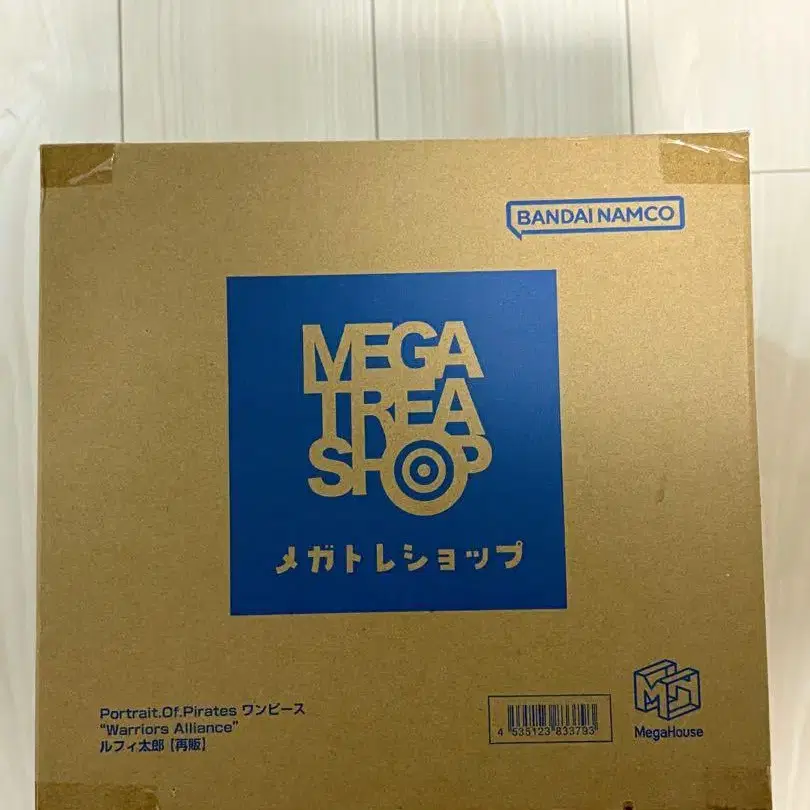 BANDAI NAMCO
MEGA
TREA
SHOP
メガトレショップ
Portrait.Of.Pirates ワンピース
“Warriors Alliance”
ルフィ太郎【再販】
4 535123 833793
MegaHouse